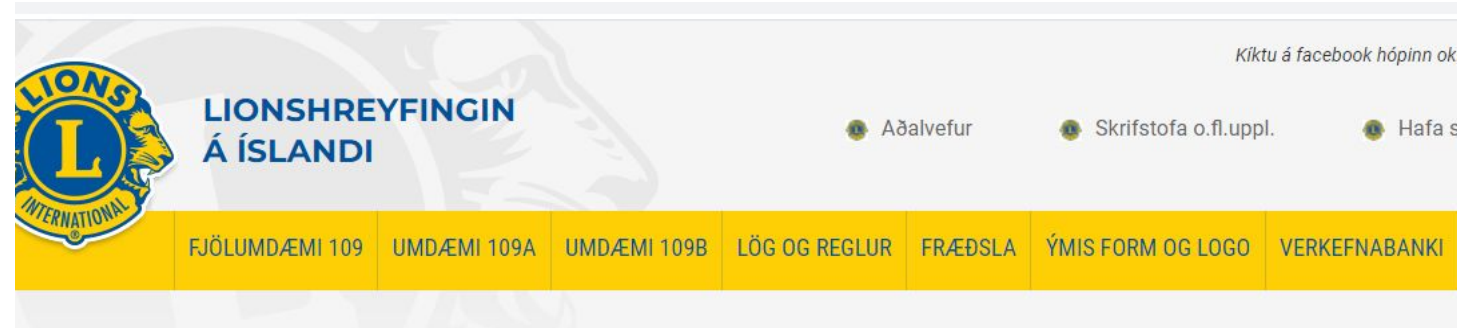 Kíktu á facebook hópinn ok
LIONS
L
INTERNATIONAL
®
LIONSHREYFINGIN
Á ÍSLANDI
Aðalvefur
Skrifstofa o.fl.uppl.
Hafa s
FJÖLUMDÆMI 109
UMDÆMI 109A
UMDÆMI 109B
LÖG OG REGLUR
FRÆÐSLA
ÝMIS FORM OG LOGO
VERKEFNABANKI